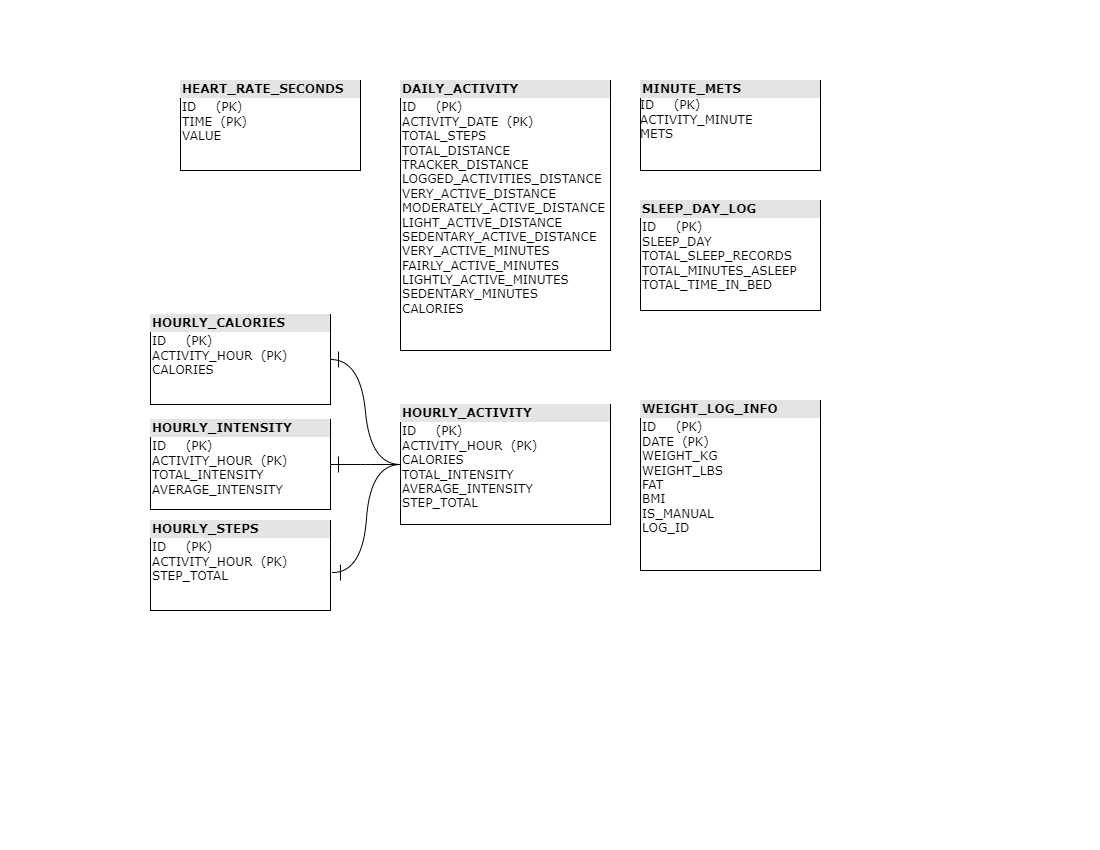 HEART_RATE_SECONDS
ID (PK)
TIME (PK)
VALUE
DAILY_ACTIVITY
ID (PK)
ACTIVITY_DATE (PK)
TOTAL_STEPS
TOTAL_DISTANCE
TRACKER_DISTANCE
LOGGED_ACTIVITIES_DISTANCE
VERY_ACTIVE_DISTANCE
MODERATELY_ACTIVE_DISTANCE
LIGHT_ACTIVE_DISTANCE
SEDENTARY_ACTIVE_DISTANCE
VERY_ACTIVE_MINUTES
FAIRLY_ACTIVE_MINUTES
LIGHTLY_ACTIVE_MINUTES
SEDENTARY_MINUTES
CALORIES
MINUTE_METS
ID (PK)
ACTIVITY_MINUTE
METS
SLEEP_DAY_LOG
ID (PK)
SLEEP_DAY
TOTAL_SLEEP_RECORDS
TOTAL_MINUTES_ASLEEP
TOTAL_TIME_IN_BED
HOURLY_CALORIES
ID (PK)
ACTIVITY_HOUR (PK)
CALORIES
HOURLY_INTENSITY
ID (PK)
ACTIVITY_HOUR (PK)
TOTAL_INTENSITY
AVERAGE_INTENSITY
HOURLY_STEPS
ID (PK)
ACTIVITY_HOUR (PK)
STEP_TOTAL
HOURLY_ACTIVITY
ID (PK)
ACTIVITY_HOUR (PK)
CALORIES
TOTAL_INTENSITY
AVERAGE_INTENSITY
STEP_TOTAL
WEIGHT_LOG_INFO
ID (PK)
DATE (PK)
WEIGHT_KG
WEIGHT_LBS
FAT
BMI
IS_MANUAL
LOG_ID